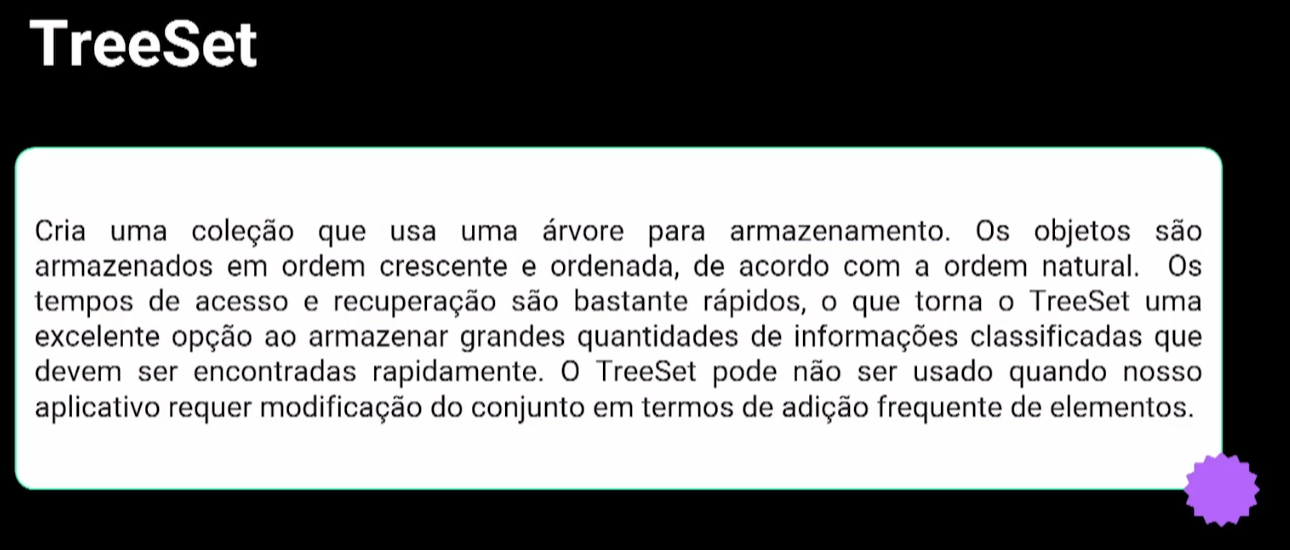 TreeSet
Cria uma coleção que usa uma árvore para armazenamento. Os objetos são
armazenados em ordem crescente e ordenada, de acordo com a ordem natural. Os
tempos de acesso e recuperação são bastante rápidos, o que torna o TreeSet uma
excelente opção ao armazenar grandes quantidades de informações classificadas que
devem ser encontradas rapidamente. O TreeSet pode não ser usado quando nosso
aplicativo requer modificação do conjunto em termos de adição frequente de elementos.